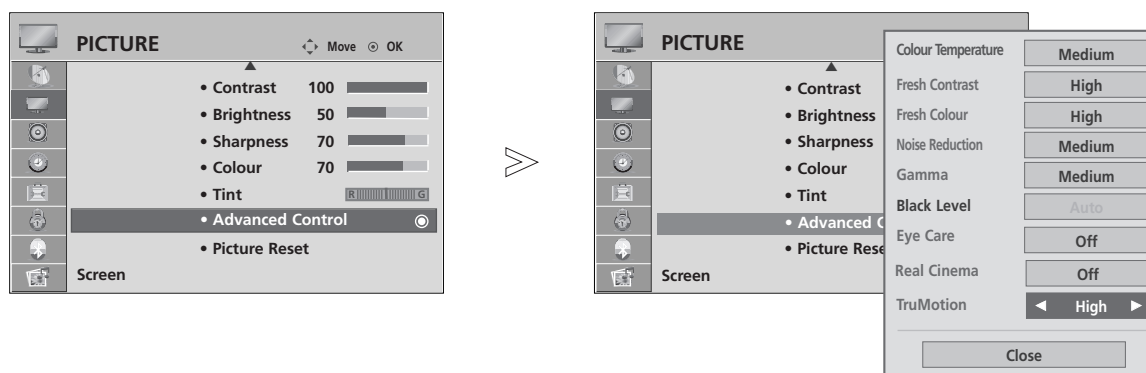 PICTURE
Move OK
• Contrast 100
• Brightness 50
• Sharpness 70
• Colour 70
• Tint R G
• Advanced Control
• Picture Reset
Screen
PICTURE
• Contrast
• Brightness
• Sharpness
• Colour
• Tint
• Advanced C
• Picture Rese
Screen
Colour Temperature Medium
Fresh Contrast High
Fresh Colour High
Noise Reduction Medium
Gamma Medium
Black Level Auto
Eye Care Off
Real Cinema Off
TruMotion ◄ High ►
Close